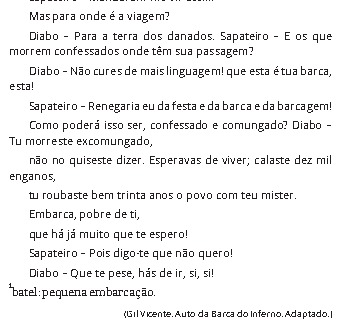 Mas para onde é a viagem?
Diabo – Para a terra dos danados. Sapateiro – E os que
morrem confessados onde têm sua passagem?
Diabo – Não cures de mais linguagem! que esta é tua barca,
esta!
Sapateiro – Renegaria eu da festa e da barca e da barcagem!
Como poderá isso ser, confessado e comungado? Diabo –
Tu morreste excomungado,
não no quiseste dizer. Esperavas de viver; calaste dez mil
enganos,
tu roubaste bem trinta anos o povo com teu mister.
Embarca, pobre de ti,
que há já muito que te espero!
Sapateiro – Pois digo-te que não quero!
Diabo – Que te pese, hás de ir, si, si!
¹batel: pequena embarcação.
(Gil Vicente. Auto da Barca do Inferno. Adaptado.)